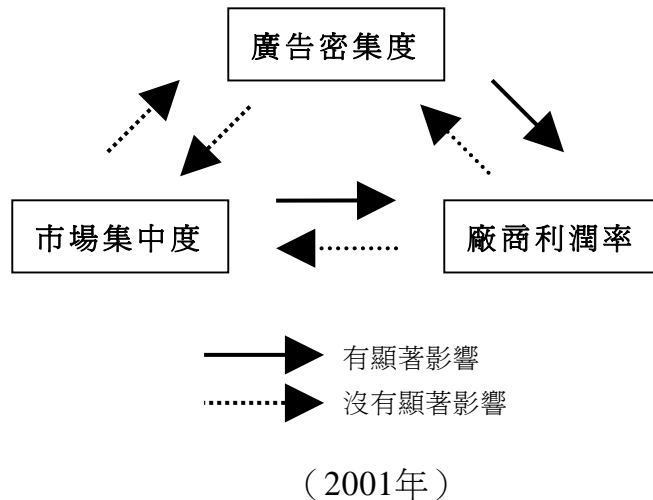 廣告密集度
市場集中度
廠商利潤率
有顯著影響
沒有顯著影響
（2001年）